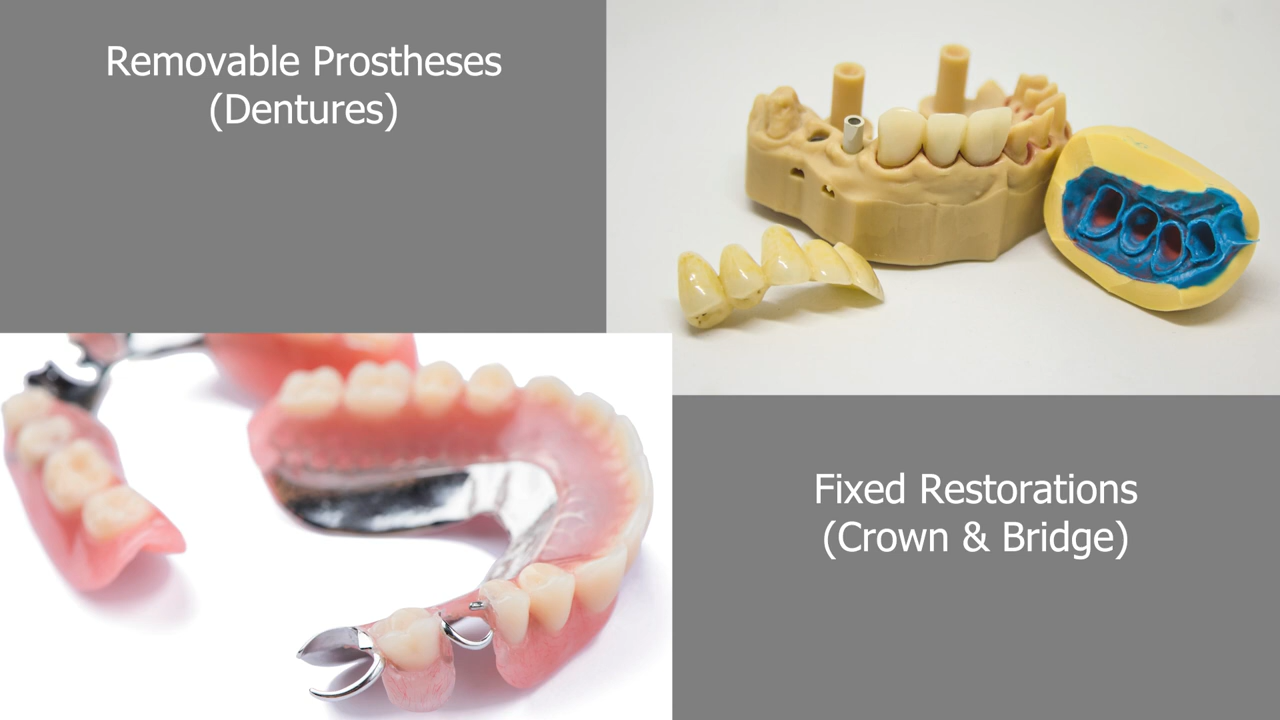 Removable Prostheses
(Dentures)
Fixed Restorations
(Crown & Bridge)